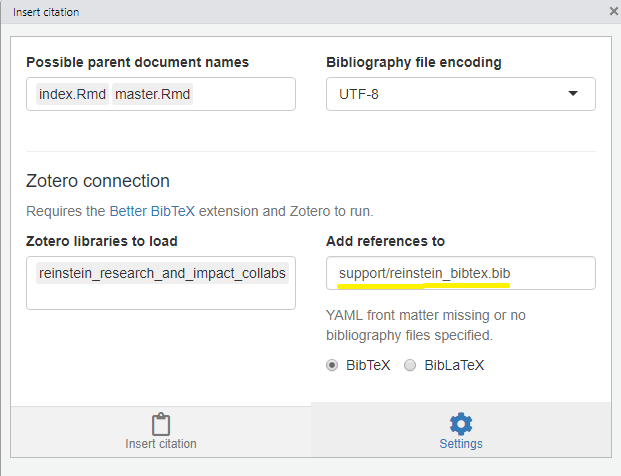 Insert citation
Possible parent document names
index.Rmd master.Rmd
Bibliography file encoding
UTF-8
Zotero connection
Requires the Better BibTeX extension and Zotero to run.
Zotero libraries to load
reinstein_research_and_impact_collabs
Add references to
support/reinstein_bibtex.bib
YAML front matter missing or no
bibliography files specified.
BibTeX BibLaTeX
Insert citation
Settings